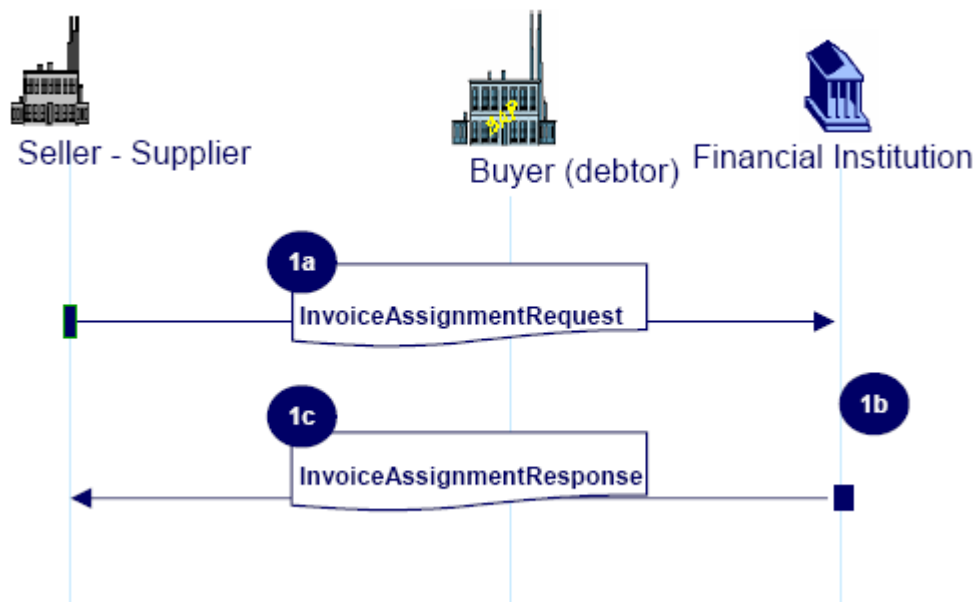 Seller - Supplier
Buyer (debtor)
Financial Institution
1a
InvoiceAssignmentRequest
1b
1c
InvoiceAssignmentResponse